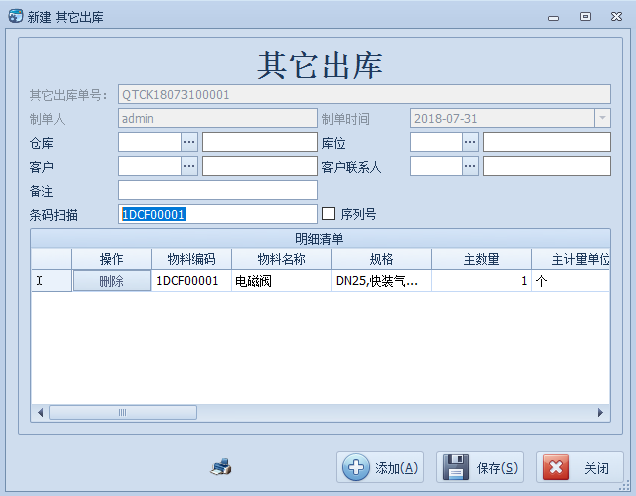 新建 其它出库
其它出库
其它出库单号: QTCK18073100001
制单人 admin 制单时间 2018-07-31
仓库 库位
客户 客户联系人
备注
条码扫描 1DCF00001 序列号
明细清单
操作 物料编码 物料名称 规格 主数量 主计量单位
删除 1DCF00001 电磁阀 DN25,快装气... 1 个
添加(A) 保存(S) 关闭